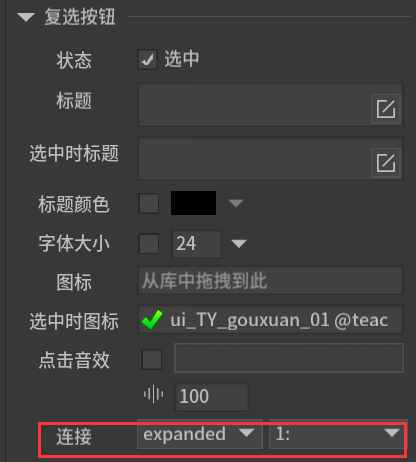 复选按钮
状态 选中
标题
选中时标题
标题颜色
字体大小 24
图标 从库中拖拽到此
选中时图标 ui_TY_gouxuan_01 @teac
点击音效
100
连接 expanded 1: